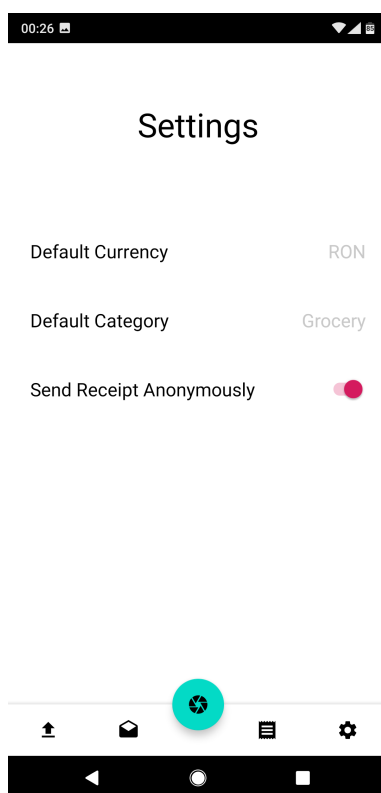 00:26
Settings
Default Currency RON
Default Category Grocery
Send Receipt Anonymously